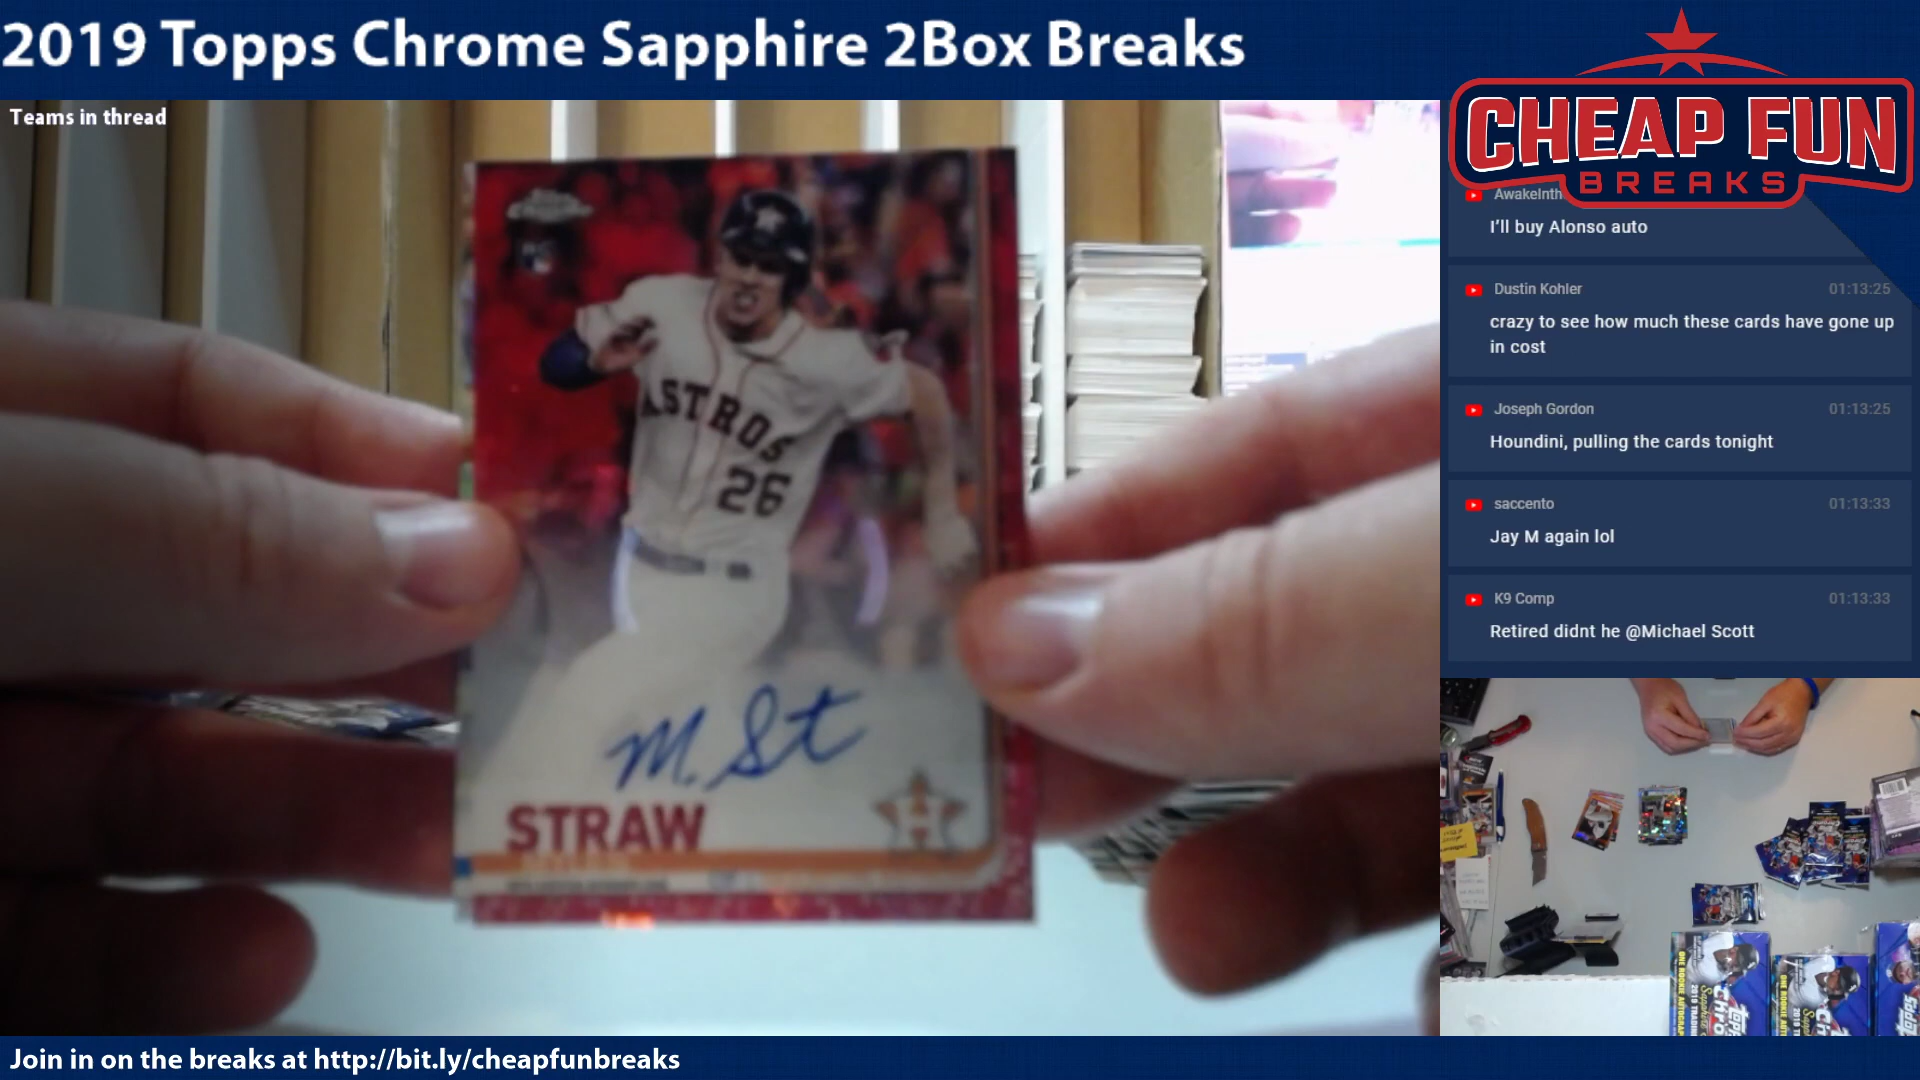 2019 Topps Chrome Sapphire 2Box Breaks
Teams in thread
CHEAP FUN
BREAKS
AwakeInth
I'll buy Alonso auto
Dustin Kohler 01:13:25
crazy to see how much these cards have gone up
in cost
Joseph Gordon 01:13:25
Houndini, pulling the cards tonight
saccento 01:13:33
Jay M again lol
K9 Comp 01:13:33
Retired didnt he @Michael Scott
RC
ASTROS
26
M. St
STRAW
Join in on the breaks at http://bit.ly/cheapfunbreaks